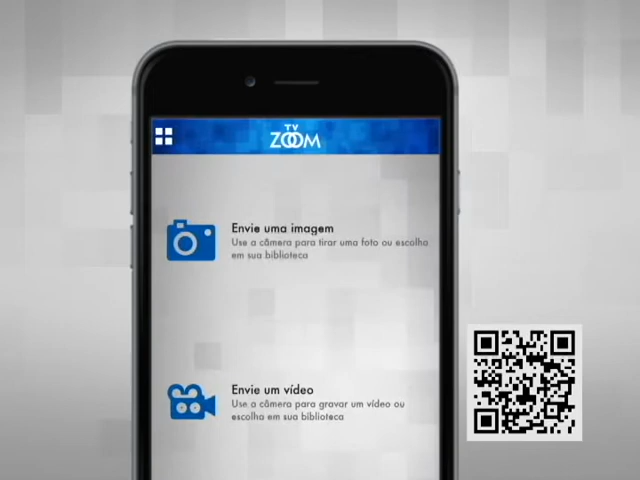 TV
ZOOM
Envie uma imagem
Use a câmera para tirar uma foto ou escolha
em sua biblioteca
Envie um vídeo
Use a câmera para gravar um vídeo ou
escolha em sua biblioteca